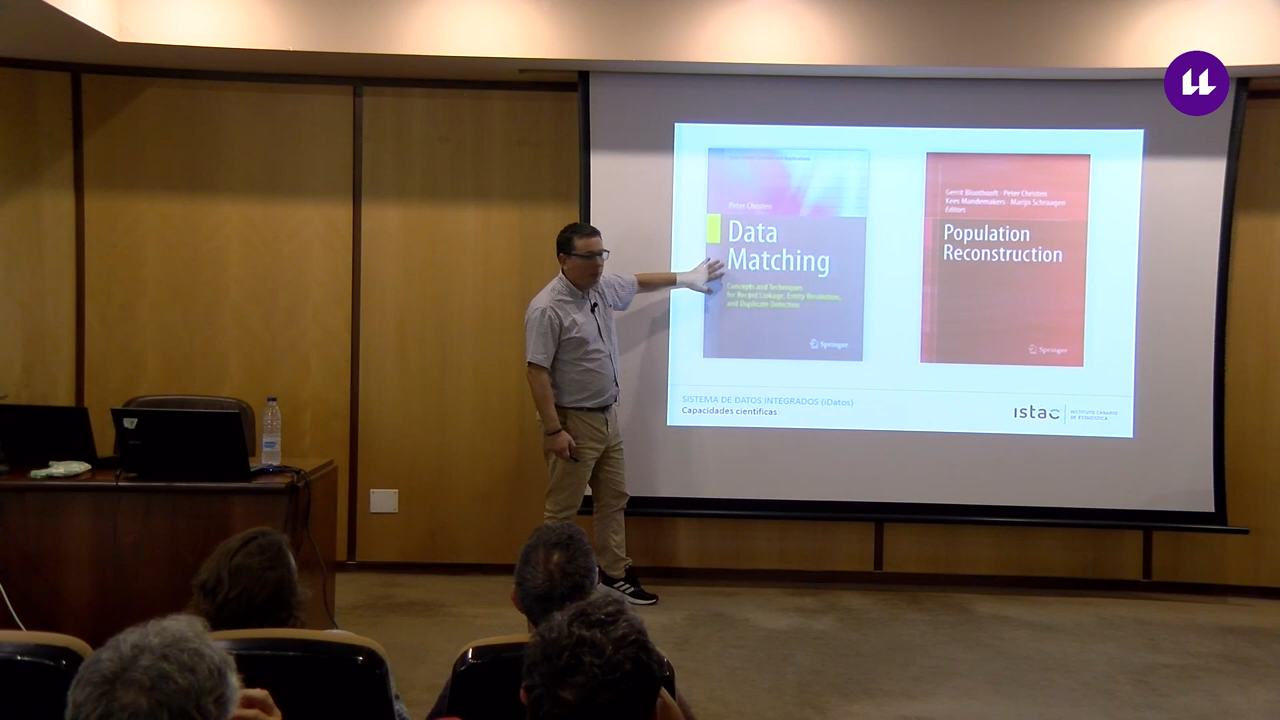 Peter Christen
Data
Matching
Concepts and Techniques
for Record Linkage, Entity Resolution,
and Duplicate Detection
Springer
Gerrit Bloothooft · Peter Christen
Kees Mandemakers · Marijn Schraagen
Editors
Population
Reconstruction
Springer
SISTEMA DE DATOS INTEGRADOS (iDatos)
Capacidades científicas
istac
INSTITUTO CANARIO
DE ESTADÍSTICA